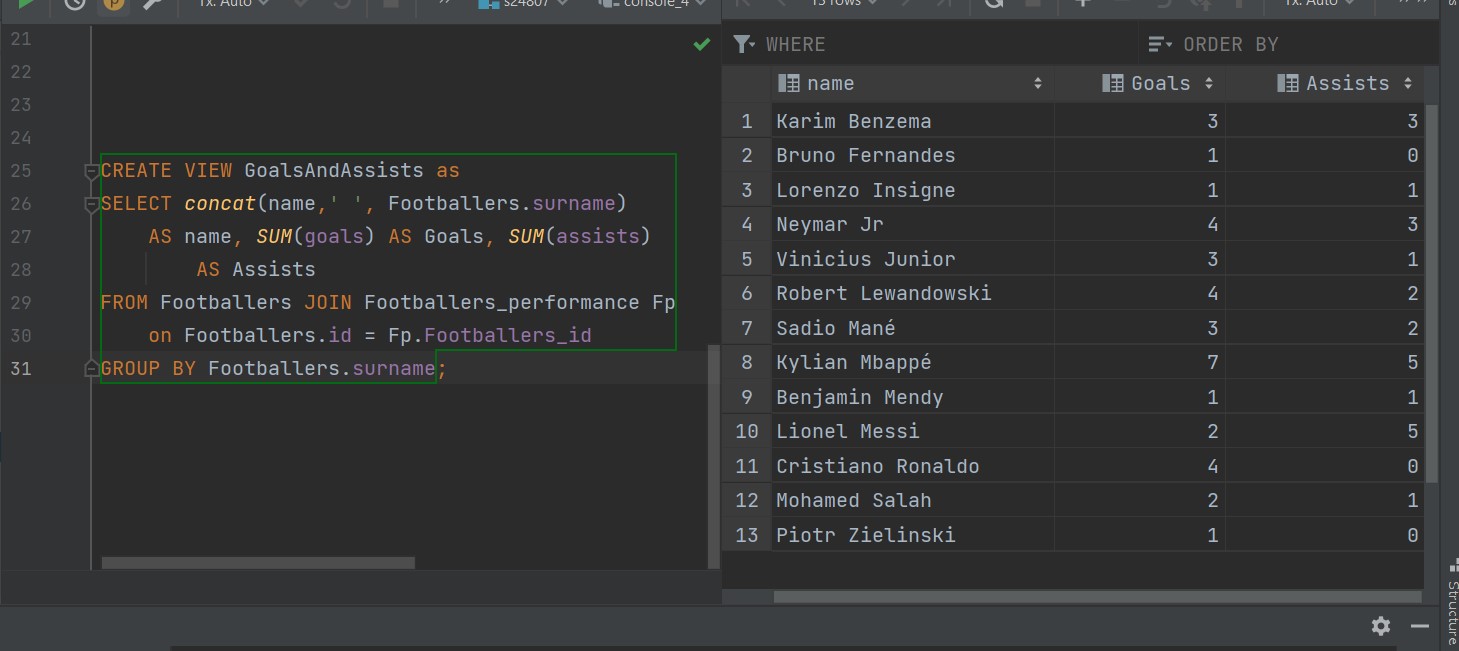 Tx: Auto
s24807
console_4
13 rows
Tx: Auto
WHERE
ORDER BY
21
22
23
24
25 CREATE VIEW GoalsAndAssists as
26 SELECT concat(name,' ', Footballers.surname)
27 AS name, SUM(goals) AS Goals, SUM(assists)
28 AS Assists
29 FROM Footballers JOIN Footballers_performance Fp
30 on Footballers.id = Fp.Footballers_id
31 GROUP BY Footballers.surname;
name Goals Assists
1 Karim Benzema 3 3
2 Bruno Fernandes 1 0
3 Lorenzo Insigne 1 1
4 Neymar Jr 4 3
5 Vinicius Junior 3 1
6 Robert Lewandowski 4 2
7 Sadio Mané 3 2
8 Kylian Mbappé 7 5
9 Benjamin Mendy 1 1
10 Lionel Messi 2 5
11 Cristiano Ronaldo 4 0
12 Mohamed Salah 2 1
13 Piotr Zielinski 1 0
Structure